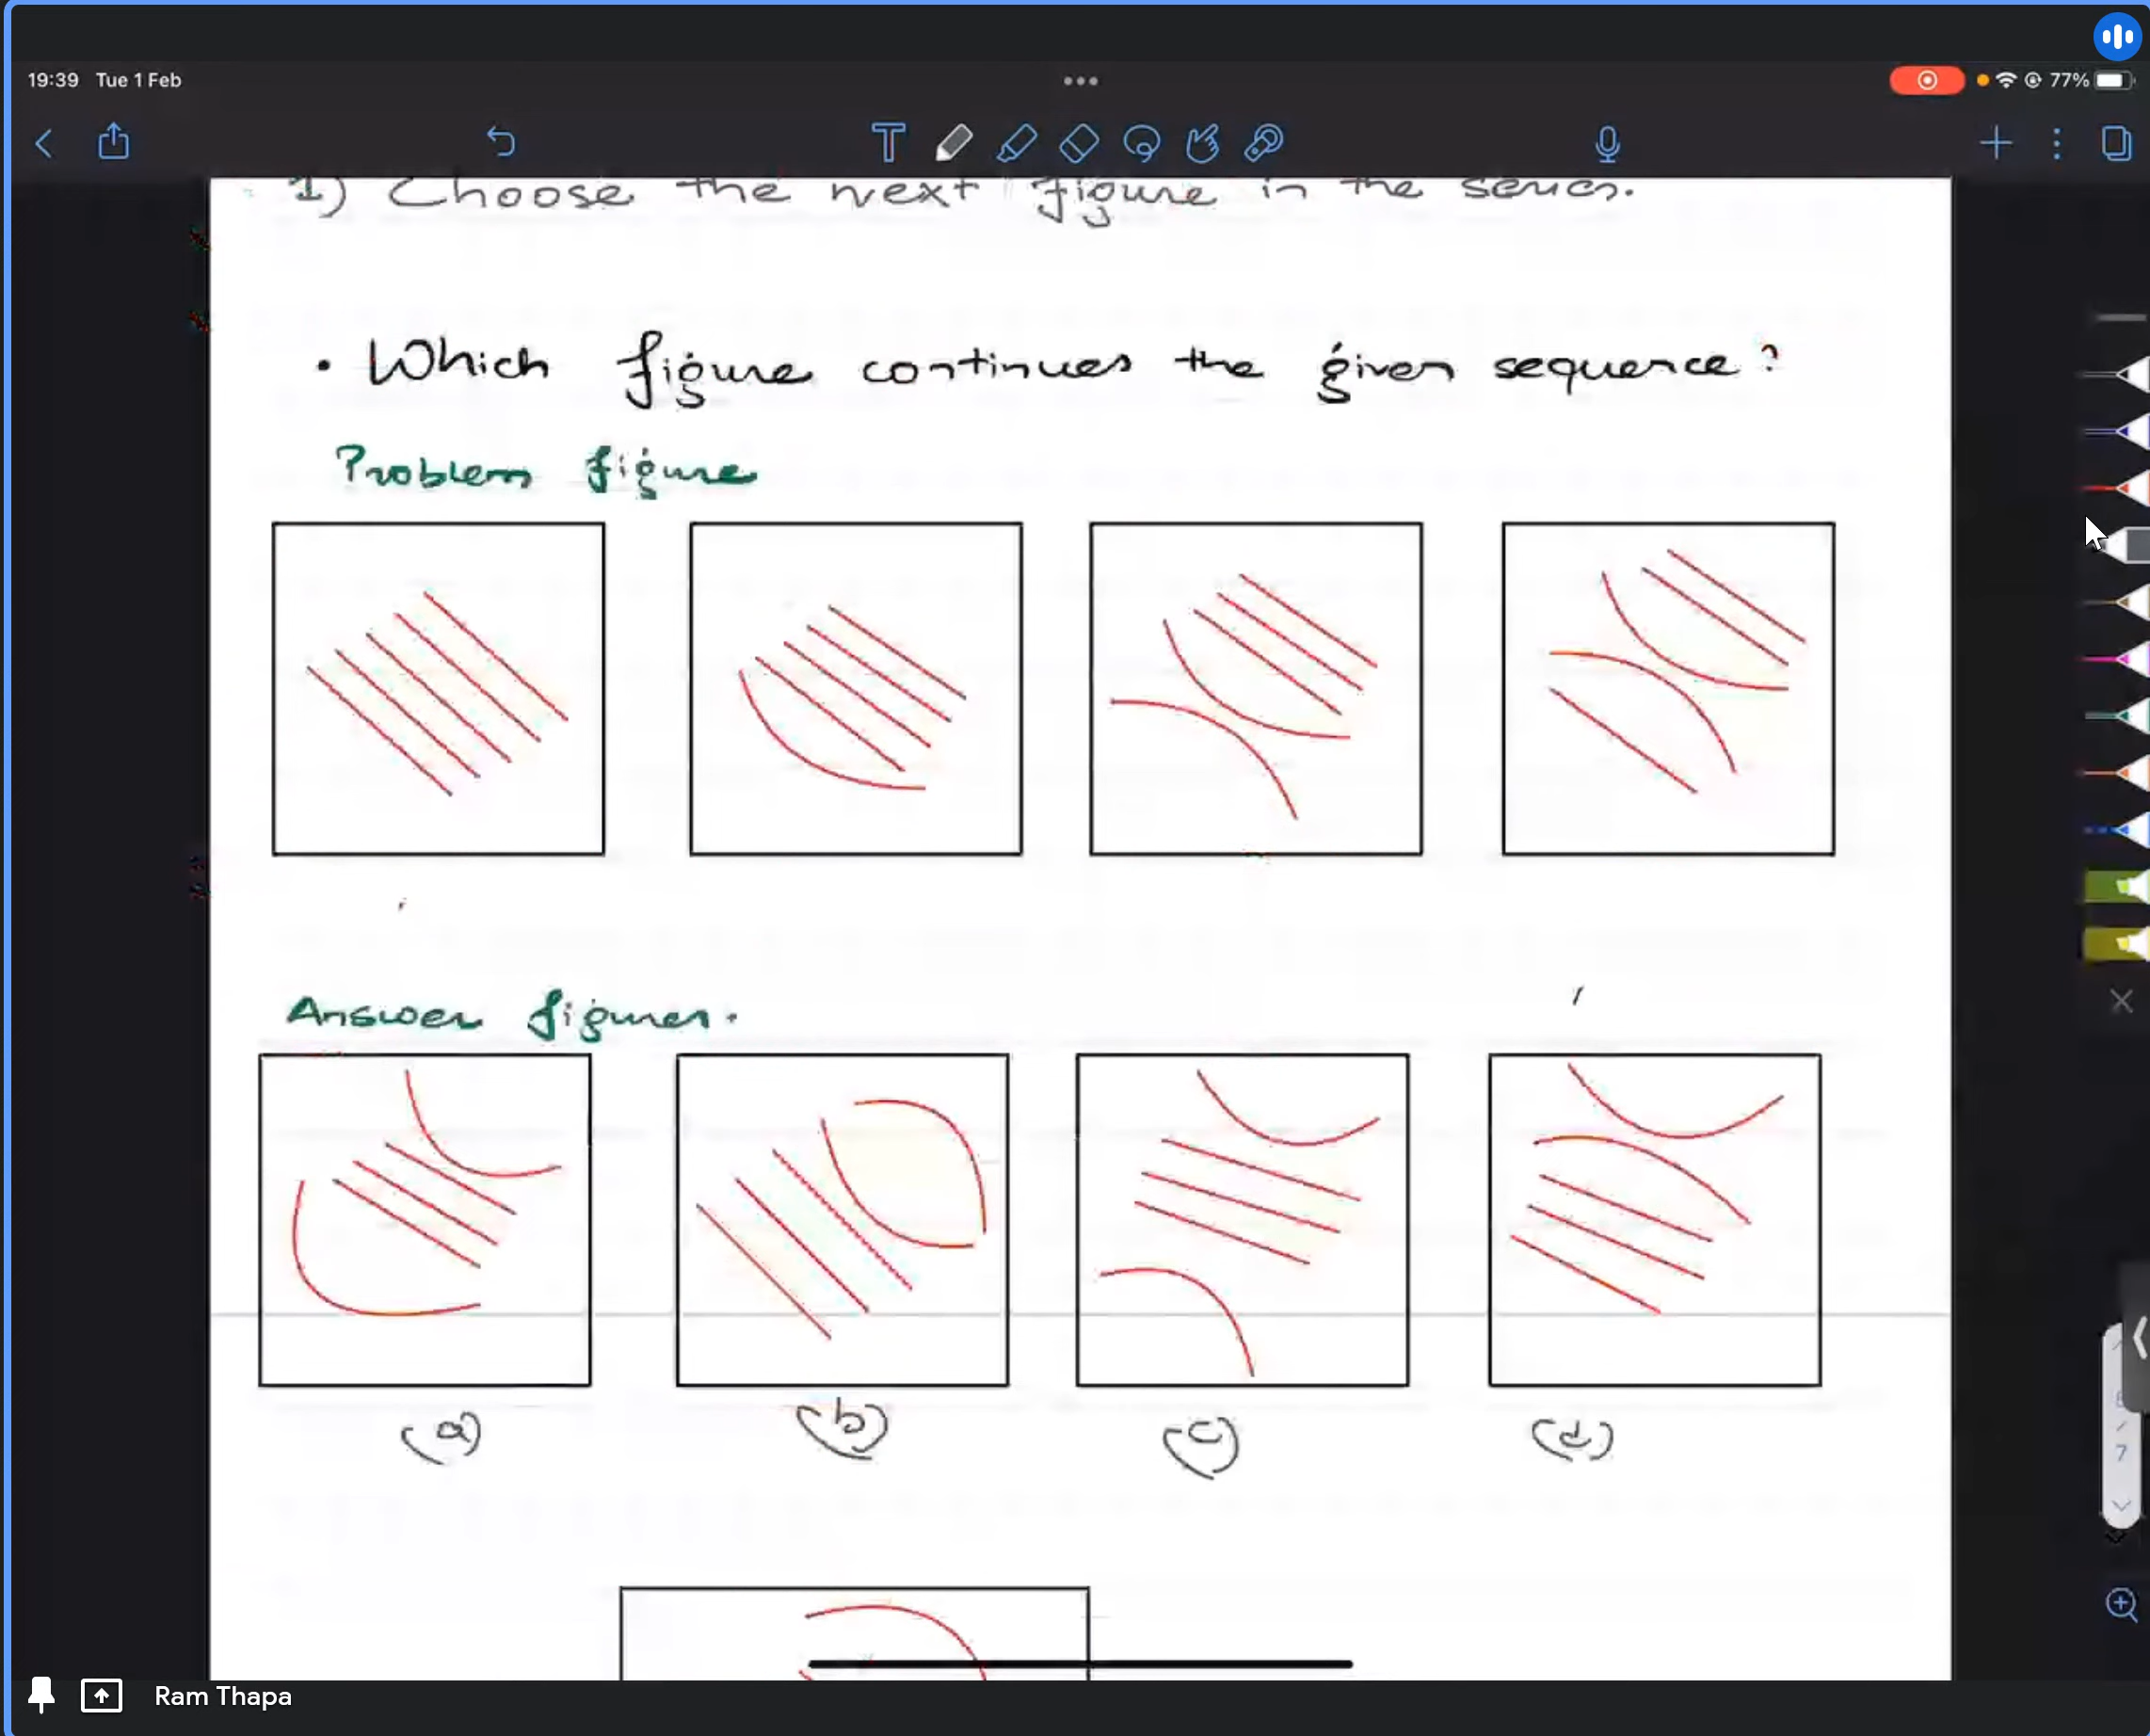 19:39 Tue 1 Feb
77%
T
1) Choose the next figure in the series.
• Which figure continues the given sequence?
Problem figure
Answer figures.
(a) (b) (c) (d)
7
Ram Thapa